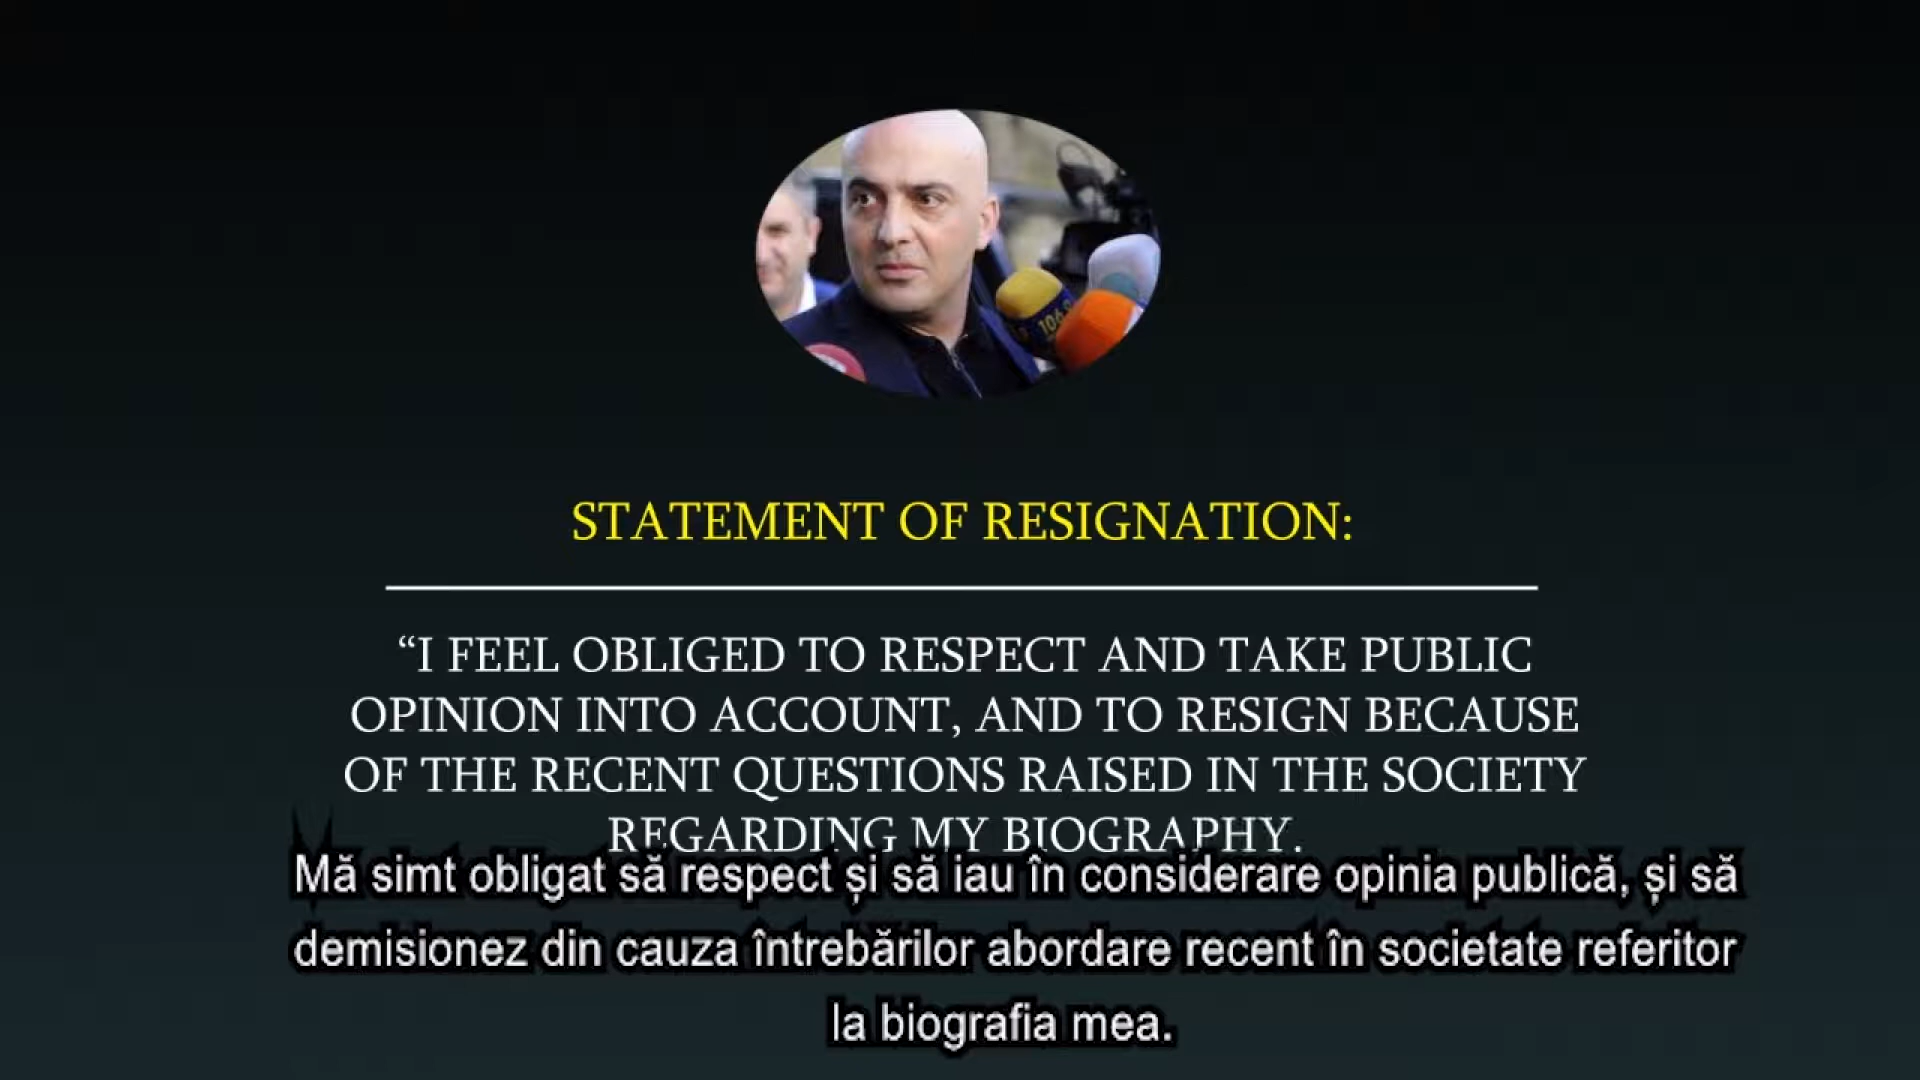 106.9
STATEMENT OF RESIGNATION:
“I FEEL OBLIGED TO RESPECT AND TAKE PUBLIC
OPINION INTO ACCOUNT, AND TO RESIGN BECAUSE
OF THE RECENT QUESTIONS RAISED IN THE SOCIETY
REGARDING MY BIOGRAPHY.
Mă simt obligat să respect și să iau în considerare opinia publică, și să
demisionez din cauza întrebărilor abordare recent în societate referitor
la biografia mea.